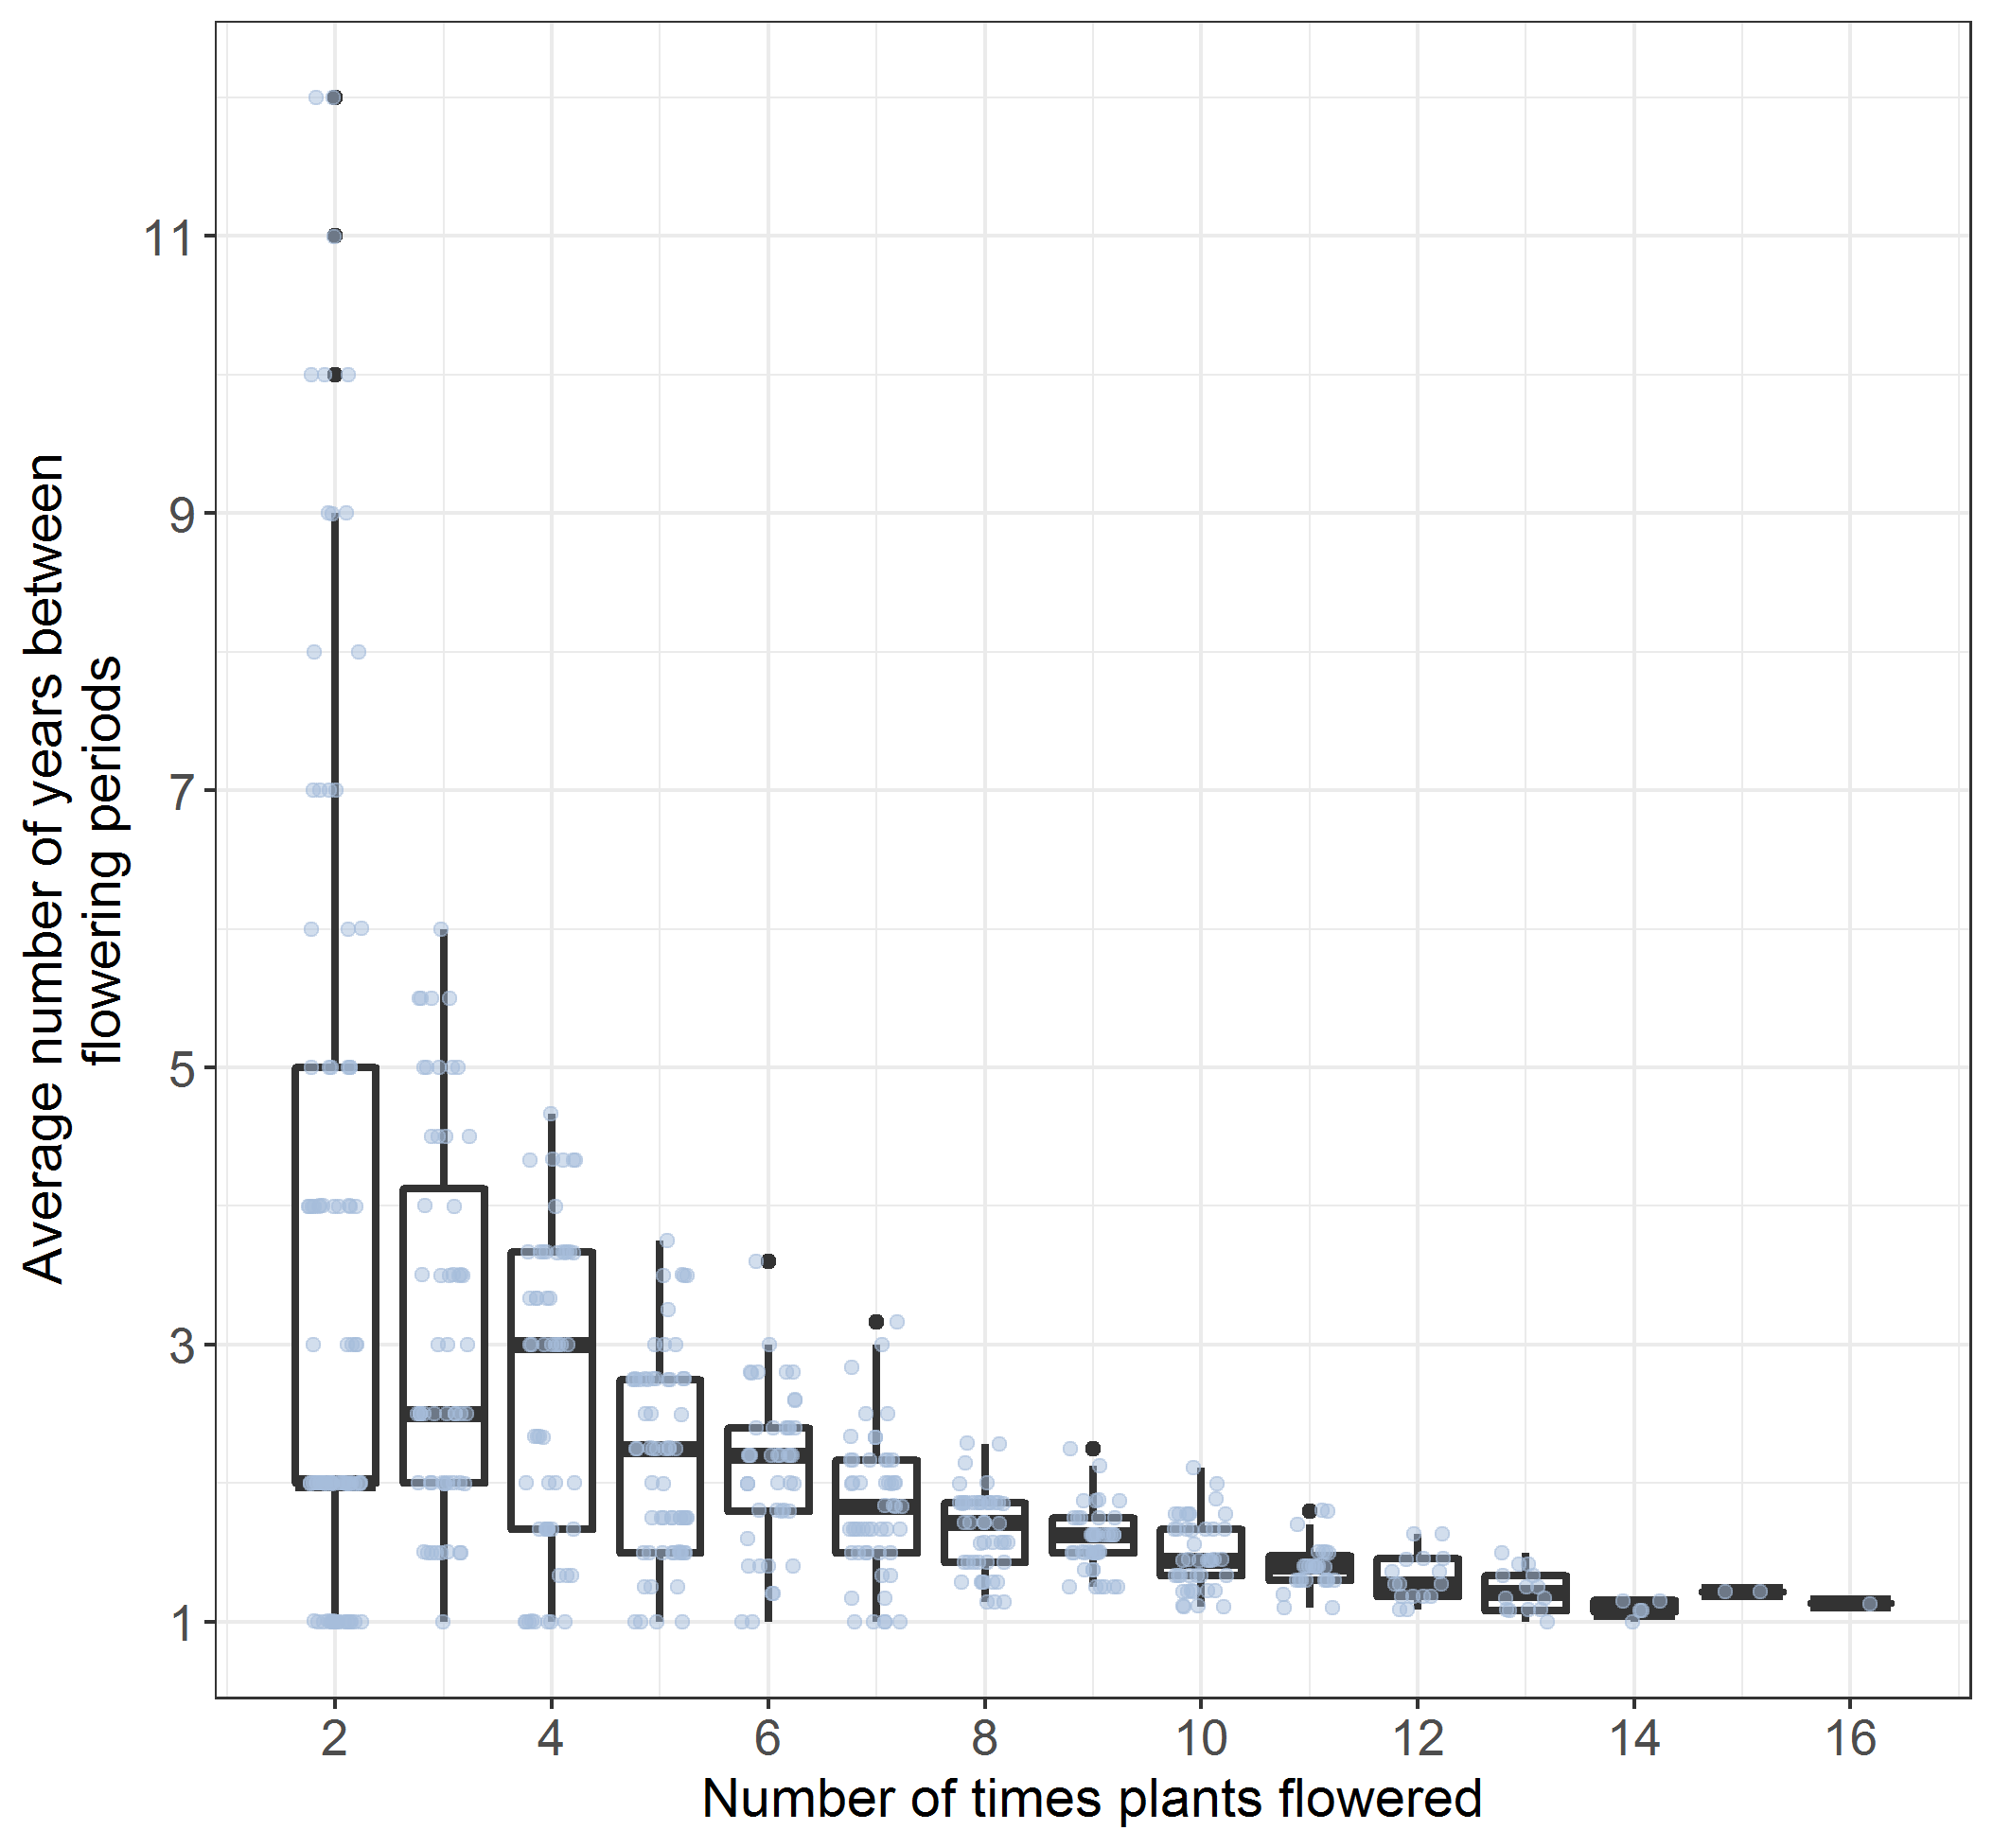 Average number of years between
flowering periods
11
9
7
5
3
1
2 4 6 8 10 12 14 16
Number of times plants flowered